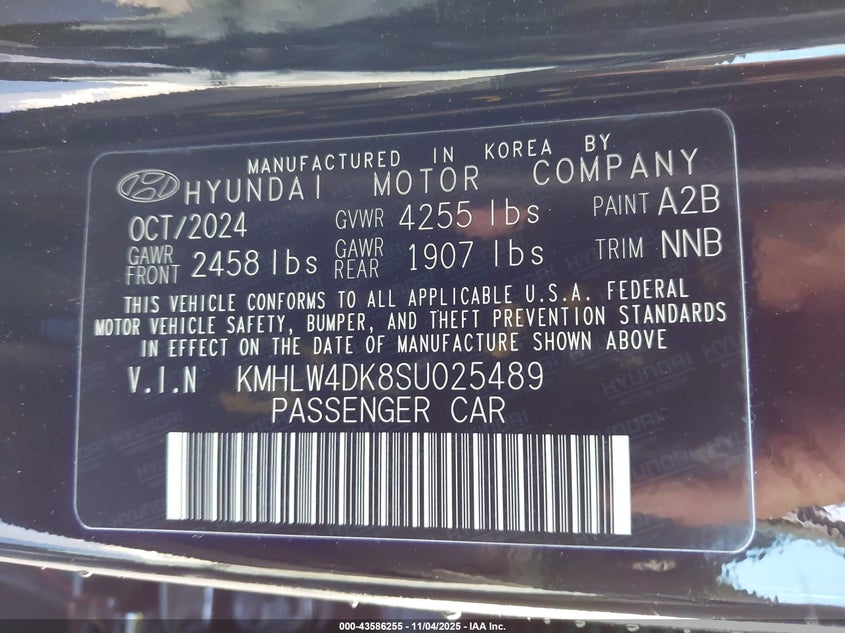 MANUFACTURED IN KOREA BY
HYUNDAI MOTOR COMPANY
OCT/2024 GVWR 4255 lbs PAINT A2B
GAWR FRONT 2458 lbs GAWR REAR 1907 lbs TRIM NNB
THIS VEHICLE CONFORMS TO ALL APPLICABLE U.S.A. FEDERAL
MOTOR VEHICLE SAFETY, BUMPER, AND THEFT PREVENTION STANDARDS
IN EFFECT ON THE DATE OF MANUFACTURE SHOWN ABOVE
V.I.N KMHLW4DK8SU025489
PASSENGER CAR
000-43586255 - 11/04/2025 - IAA Inc.